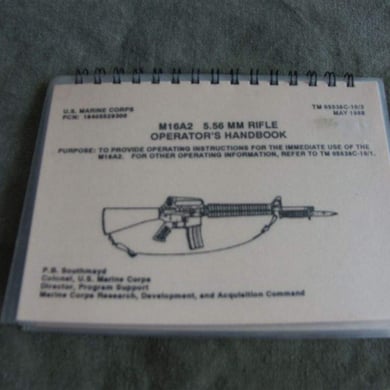 U.S. MARINE CORPS
TM 05538C-10/2
PCN: 18405529300
MAY 1988
M16A2 5.56 MM RIFLE
OPERATOR'S HANDBOOK
PURPOSE: TO PROVIDE OPERATING INSTRUCTIONS FOR THE IMMEDIATE USE OF THE
M16A2. FOR OTHER OPERATING INFORMATION, REFER TO TM 05538C-10/1.
P.B. Southmayd
Colonel, U.S. Marine Corps
Director, Program Support
Marine Corps Research, Development, and Acquisition Command